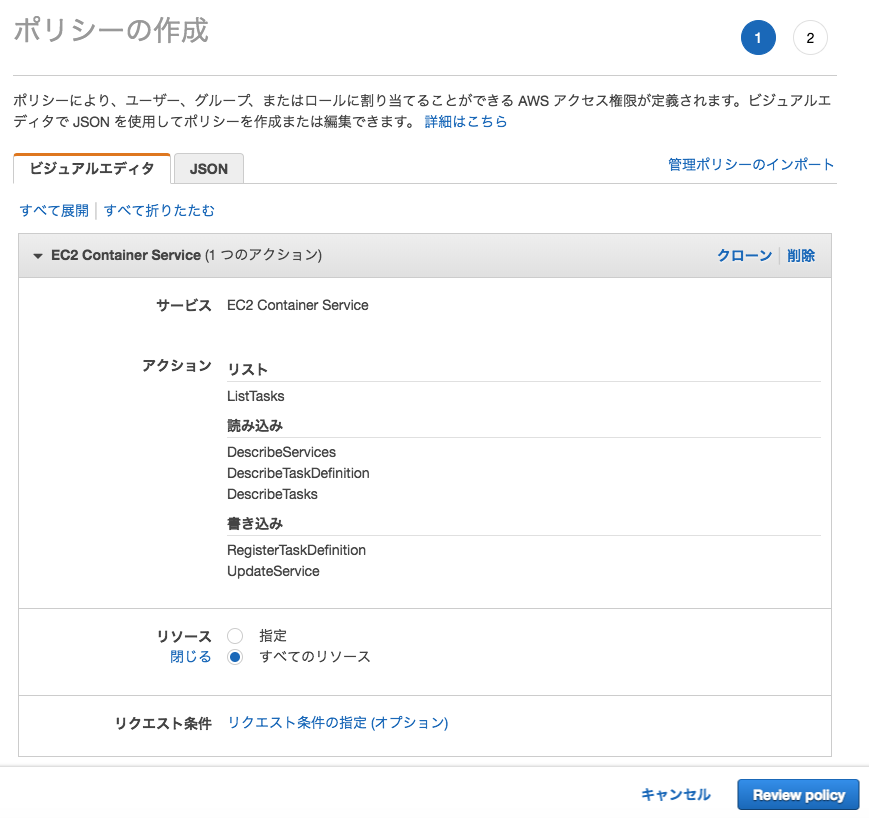 ポリシーの作成
1
2
ポリシーにより、ユーザー、グループ、またはロールに割り当てることができる AWS アクセス権限が定義されます。ビジュアルエ
ディタで JSON を使用してポリシーを作成または編集できます。 詳細はこちら
ビジュアルエディタ
JSON
管理ポリシーのインポート
すべて展開 | すべて折りたたむ
EC2 Container Service (1 つのアクション)
クローン | 削除
サービス EC2 Container Service
アクション リスト
ListTasks
読み込み
DescribeServices
DescribeTaskDefinition
DescribeTasks
書き込み
RegisterTaskDefinition
UpdateService
リソース 指定
閉じる すべてのリソース
リクエスト条件 リクエスト条件の指定 (オプション)
キャンセル Review policy